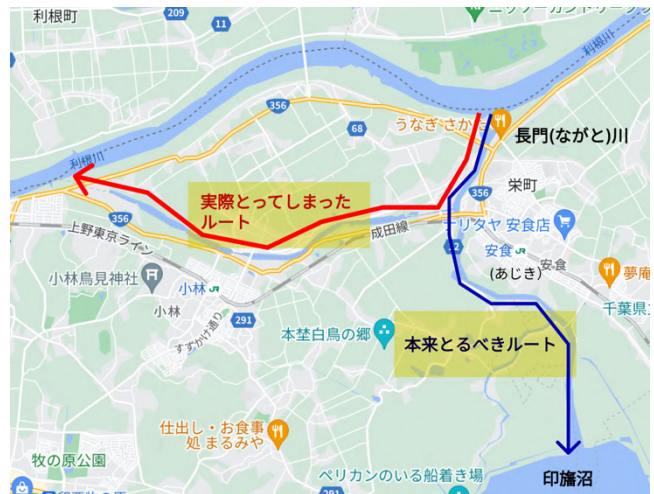 利根町
209
11
利根川
356
うなぎ さかた
68
長門(ながと)川
利根川
356
栄町
実際とってしまった
ルート
356
上野東京ライン
成田線
ナリタヤ 安食店
安食 JR
安食
(あじき)
小林鳥見神社
小林 JR
小林
夢庵
291
すずかけ通り
千葉県立
本埜白鳥の郷
本来とるべきルート
仕出し・お食事
処 まるみや
牧の原公園
ペリカンのいる船着き場
印旛沼
291